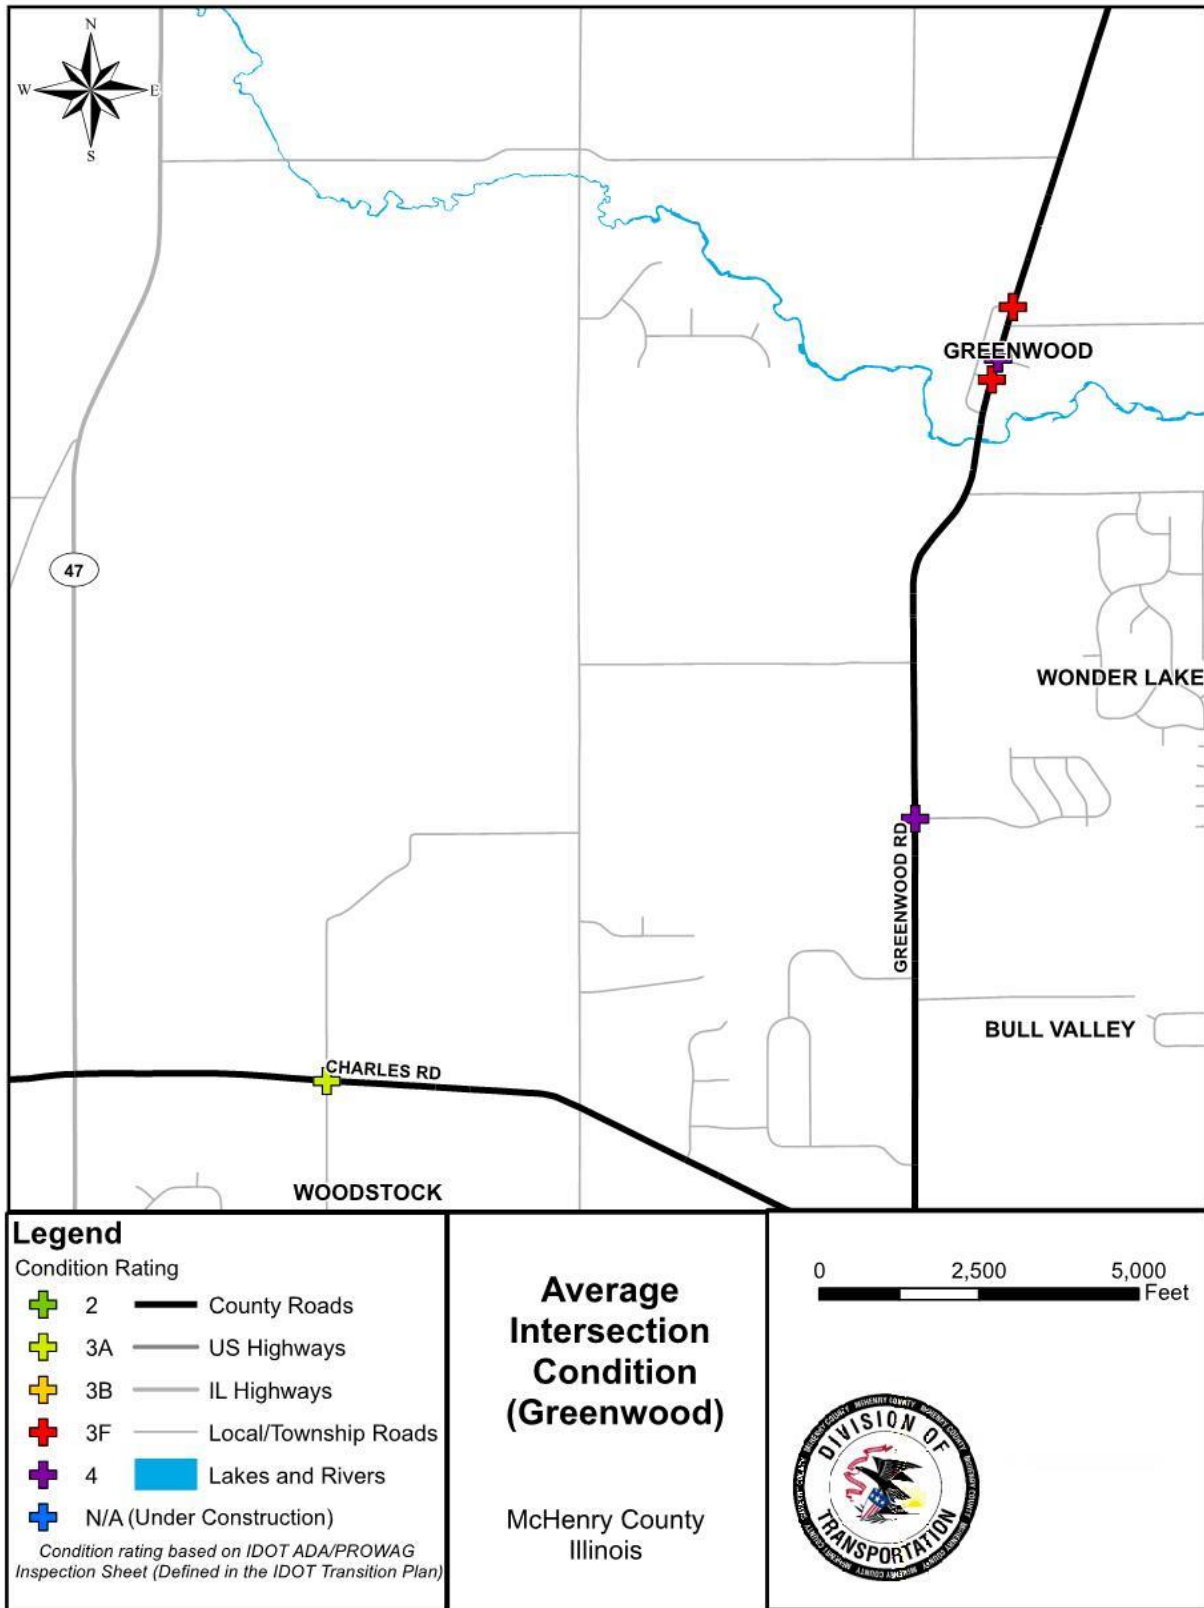 N
W E
S
GREENWOOD
47
WONDER LAKE
GREENWOOD RD
BULL VALLEY
CHARLES RD
WOODSTOCK
Legend
Condition Rating
2 County Roads
3A US Highways
3B IL Highways
3F Local/Township Roads
4 Lakes and Rivers
N/A (Under Construction)
Condition rating based on IDOT ADA/PROWAG
Inspection Sheet (Defined in the IDOT Transition Plan)
Average
Intersection
Condition
(Greenwood)
McHenry County
Illinois
0 2,500 5,000
Feet
DIVISION OF
TRANSPORTATION